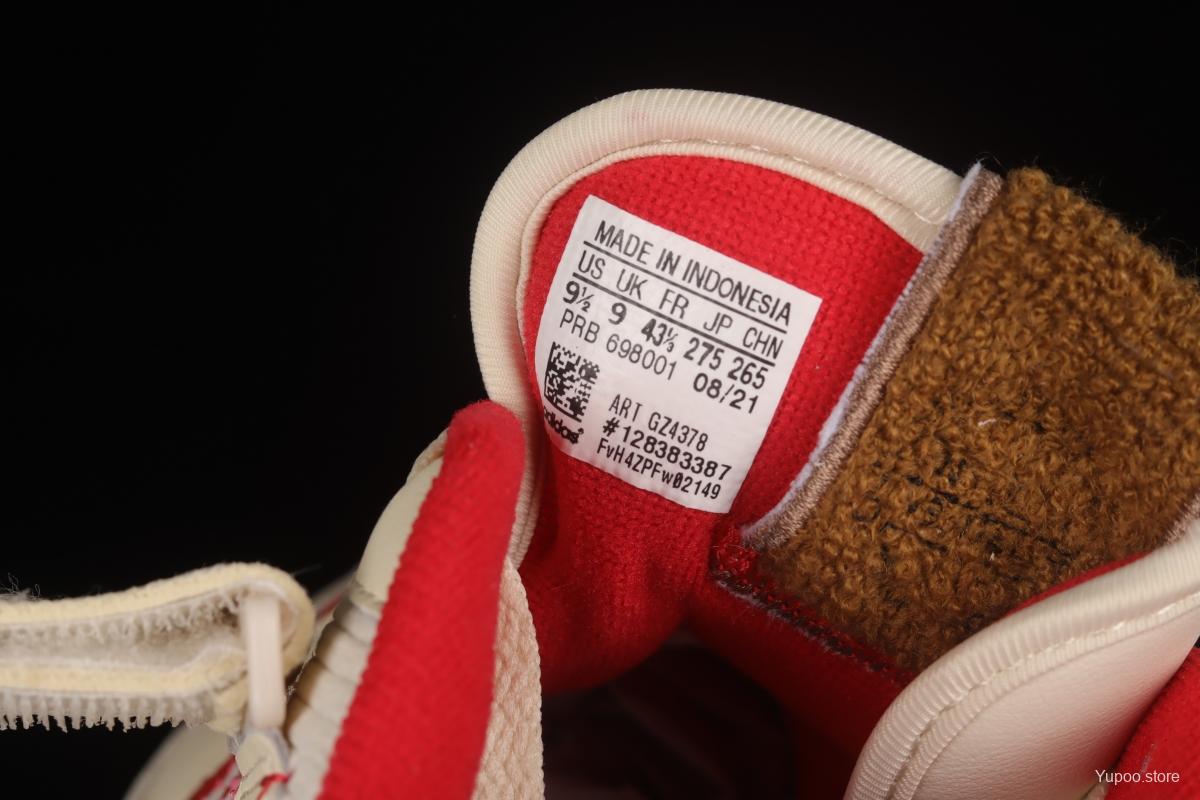 MADE IN INDONESIA
US UK FR JP CHN
9½ 9 43⅓ 275 265
PRB 698001 08/21
ART GZ4378
#128383387
FvH4ZPFw02149
adidas
Yupoo.store